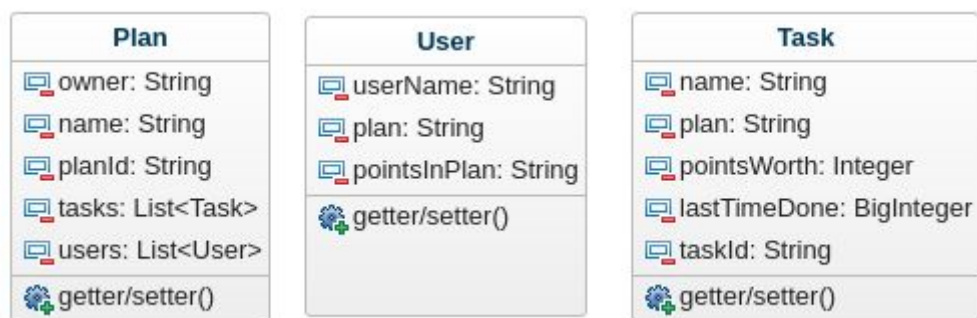 Plan
owner: String
name: String
planId: String
tasks: List<Task>
users: List<User>
getter/setter()
User
userName: String
plan: String
pointsInPlan: String
getter/setter()
Task
name: String
plan: String
pointsWorth: Integer
lastTimeDone: BigInteger
taskId: String
getter/setter()